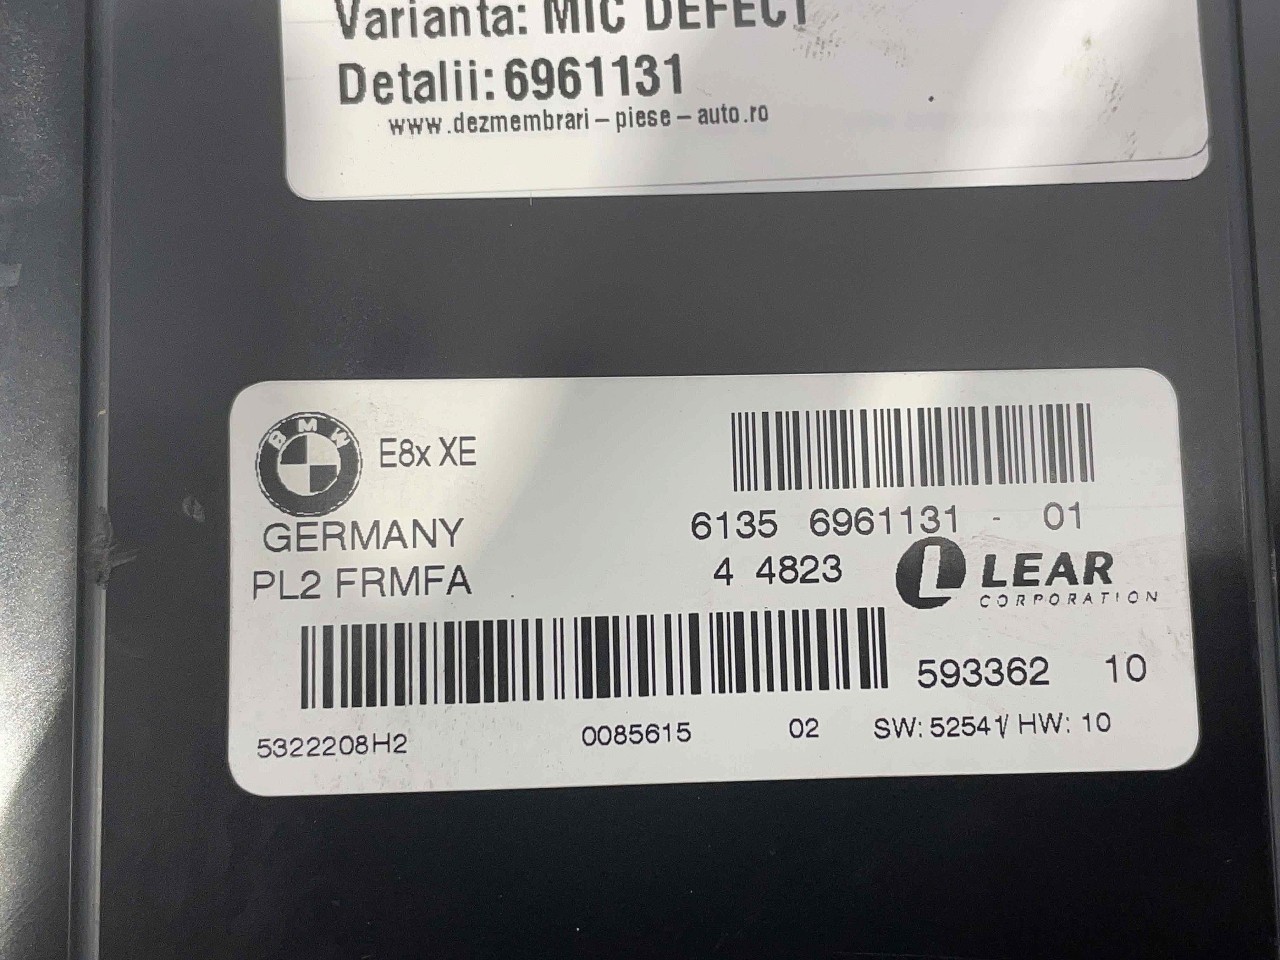 Varianta: MIC DEFECT
Detalii: 6961131
www.dezmembrari-piese-auto.ro
BMW
E8x XE
GERMANY
PL2 FRMFA
6135 6961131 - 01
4 4823
L LEAR
CORPORATION
593362 10
5322208H2 0085615 02 SW: 52541/ HW: 10